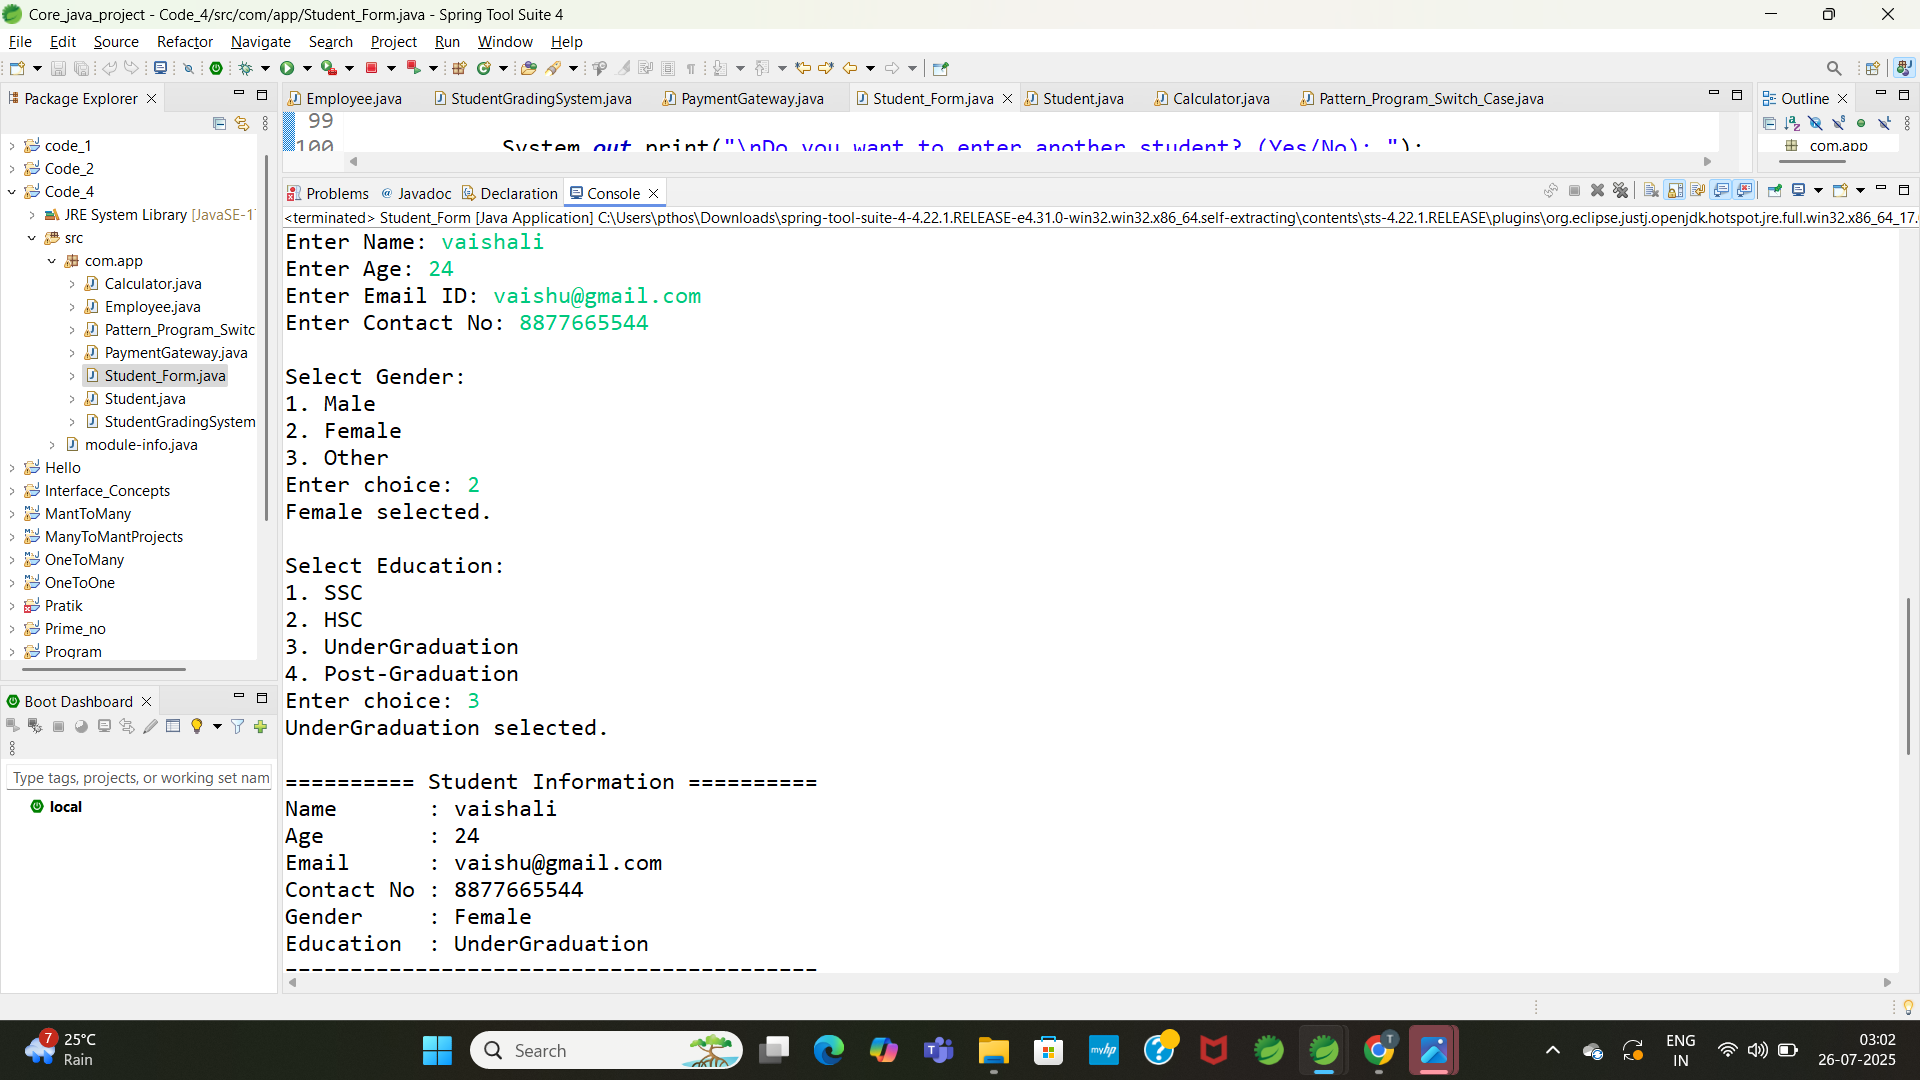 Core_java_project - Code_4/src/com/app/Student_Form.java - Spring Tool Suite 4
File Edit Source Refactor Navigate Search Project Run Window Help
Package Explorer
code_1
Code_2
Code_4
JRE System Library [JavaSE-1
src
com.app
Calculator.java
Employee.java
Pattern_Program_Switc
PaymentGateway.java
Student_Form.java
Student.java
StudentGradingSystem
module-info.java
Hello
Interface_Concepts
MantToMany
ManyToMantProjects
OneToMany
OneToOne
Pratik
Prime_no
Program
Boot Dashboard
Type tags, projects, or working set nam
local
Employee.java StudentGradingSystem.java PaymentGateway.java Student_Form.java Student.java Calculator.java Pattern_Program_Switch_Case.java
99
100 System.out.print("\nDo you want to enter another student? (Yes/No): ");
Outline
com.app
Problems Javadoc Declaration Console
<terminated> Student_Form [Java Application] C:\Users\pthos\Downloads\spring-tool-suite-4-4.22.1.RELEASE-e4.31.0-win32.win32.x86_64.self-extracting\contents\sts-4.22.1.RELEASE\plugins\org.eclipse.justj.openjdk.hotspot.jre.full.win32.x86_64_17.
Enter Name: vaishali
Enter Age: 24
Enter Email ID: vaishu@gmail.com
Enter Contact No: 8877665544
Select Gender:
1. Male
2. Female
3. Other
Enter choice: 2
Female selected.
Select Education:
1. SSC
2. HSC
3. UnderGraduation
4. Post-Graduation
Enter choice: 3
UnderGraduation selected.
========== Student Information ==========
Name : vaishali
Age : 24
Email : vaishu@gmail.com
Contact No : 8877665544
Gender : Female
Education : UnderGraduation
7 25°C
Rain
Search
myhp
T
ENG
IN
03:02
26-07-2025